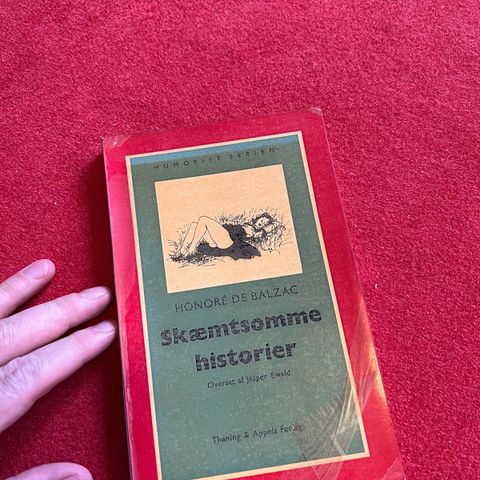 HUMORIST SERIEN
HONORÉ DE BALZAC
Skæmtsomme
historier
Oversat af Jesper Ewald
Thaning & Appels Forlag